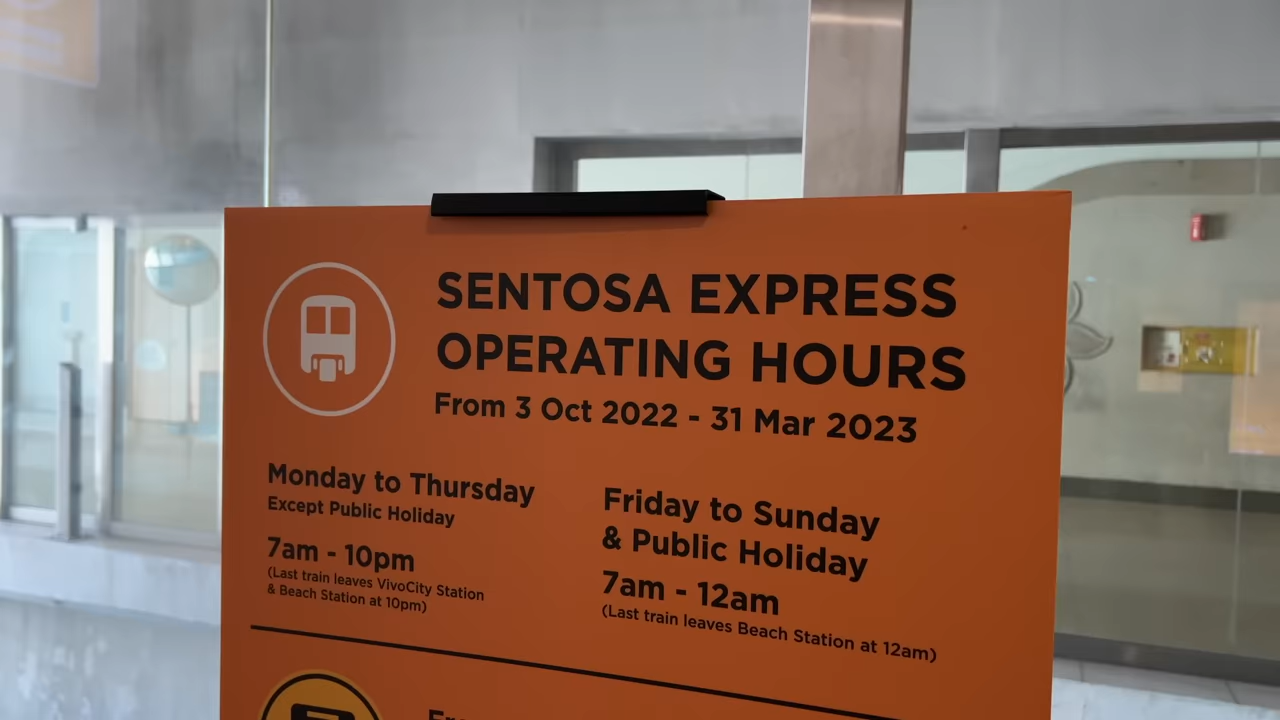 SENTOSA EXPRESS
OPERATING HOURS
From 3 Oct 2022 - 31 Mar 2023
Monday to Thursday
Except Public Holiday
7am - 10pm
(Last train leaves VivoCity Station
& Beach Station at 10pm)
Friday to Sunday
& Public Holiday
7am - 12am
(Last train leaves Beach Station at 12am)